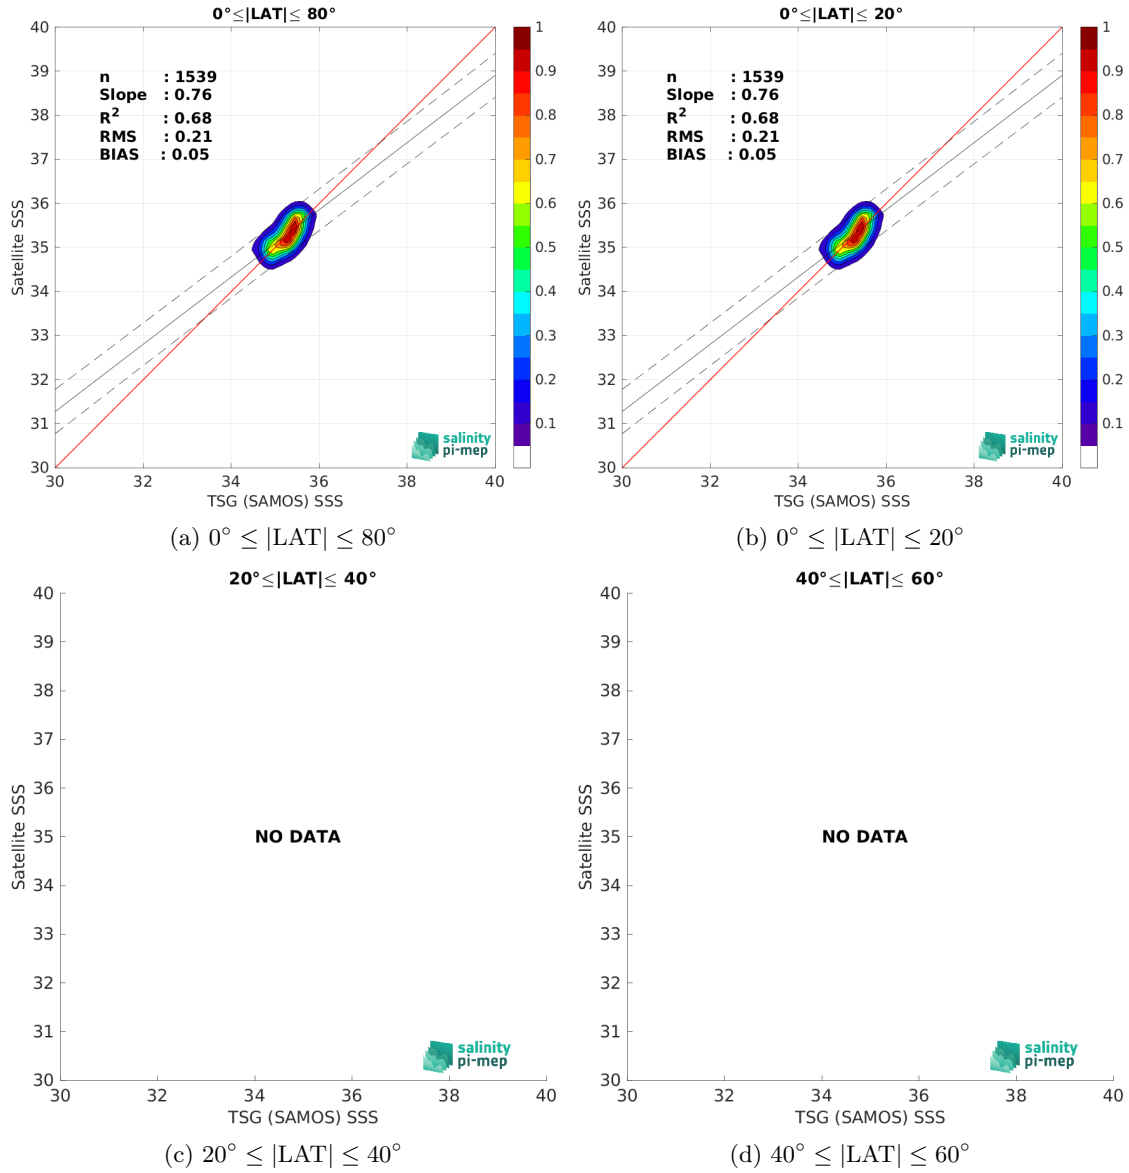 0°≤|LAT|≤ 80°
40
39
38
37
36
35
34
33
32
31
30
Satellite SSS
n : 1539
Slope : 0.76
R² : 0.68
RMS : 0.21
BIAS : 0.05
salinity
pi-mep
30 32 34 36 38 40
TSG (SAMOS) SSS
1
0.9
0.8
0.7
0.6
0.5
0.4
0.3
0.2
0.1
(a) 0° ≤ |LAT| ≤ 80°
0°≤|LAT|≤ 20°
40
39
38
37
36
35
34
33
32
31
30
Satellite SSS
n : 1539
Slope : 0.76
R² : 0.68
RMS : 0.21
BIAS : 0.05
salinity
pi-mep
30 32 34 36 38 40
TSG (SAMOS) SSS
1
0.9
0.8
0.7
0.6
0.5
0.4
0.3
0.2
0.1
(b) 0° ≤ |LAT| ≤ 20°
20°≤|LAT|≤ 40°
40
39
38
37
36
35
34
33
32
31
30
Satellite SSS
NO DATA
salinity
pi-mep
30 32 34 36 38 40
TSG (SAMOS) SSS
(c) 20° ≤ |LAT| ≤ 40°
40°≤|LAT|≤ 60°
40
39
38
37
36
35
34
33
32
31
30
Satellite SSS
NO DATA
salinity
pi-mep
30 32 34 36 38 40
TSG (SAMOS) SSS
(d) 40° ≤ |LAT| ≤ 60°